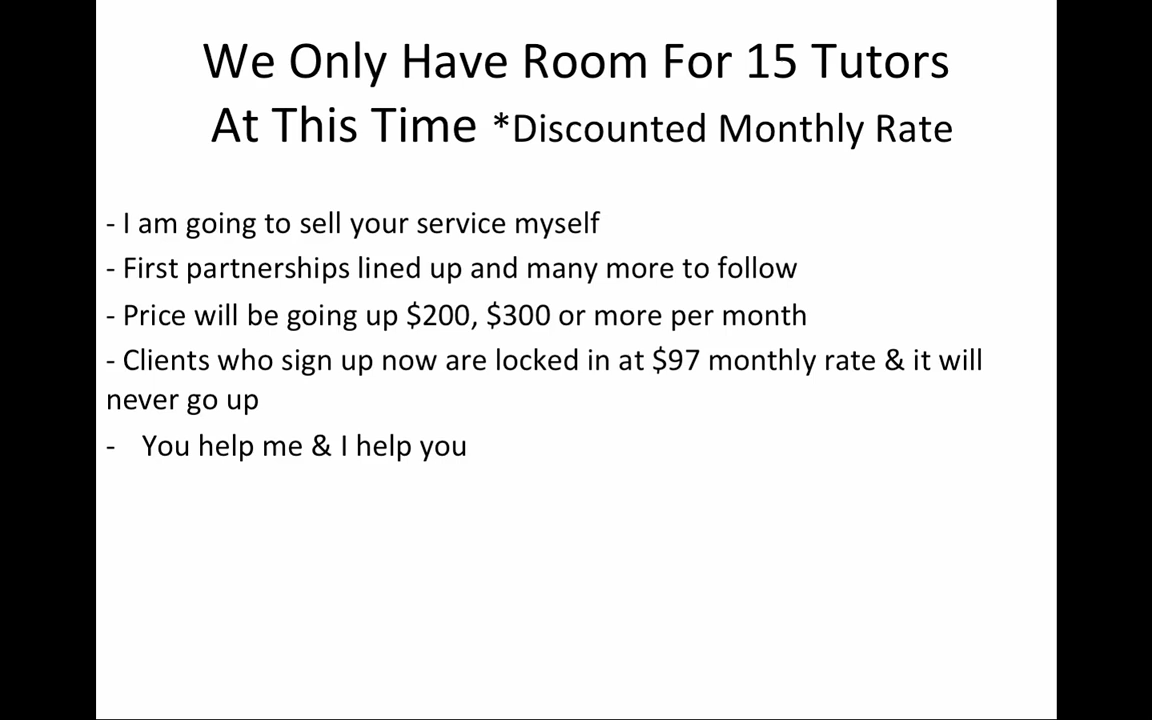 We Only Have Room For 15 Tutors
At This Time *Discounted Monthly Rate
- I am going to sell your service myself
- First partnerships lined up and many more to follow
- Price will be going up $200, $300 or more per month
- Clients who sign up now are locked in at $97 monthly rate & it will
never go up
- You help me & I help you